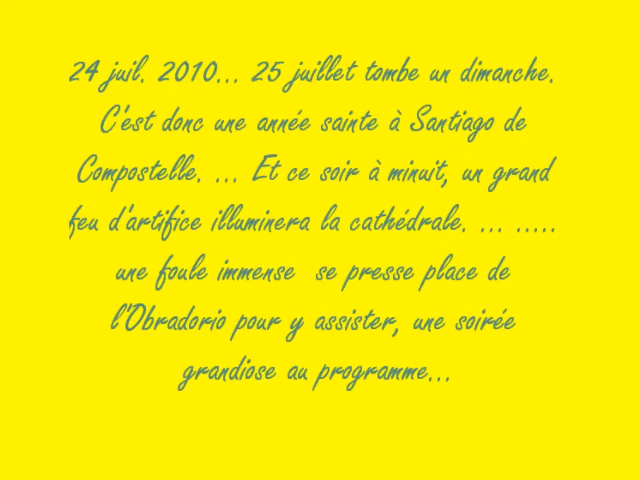 24 juil. 2010... 25 juillet tombe un dimanche.
C'est donc une année sainte à Santiago de
Compostelle. ... Et ce soir à minuit, un grand
feu d'artifice illuminera la cathédrale. ... .....
une foule immense se presse place de
l'Obradorio pour y assister, une soirée
grandiose au programme...